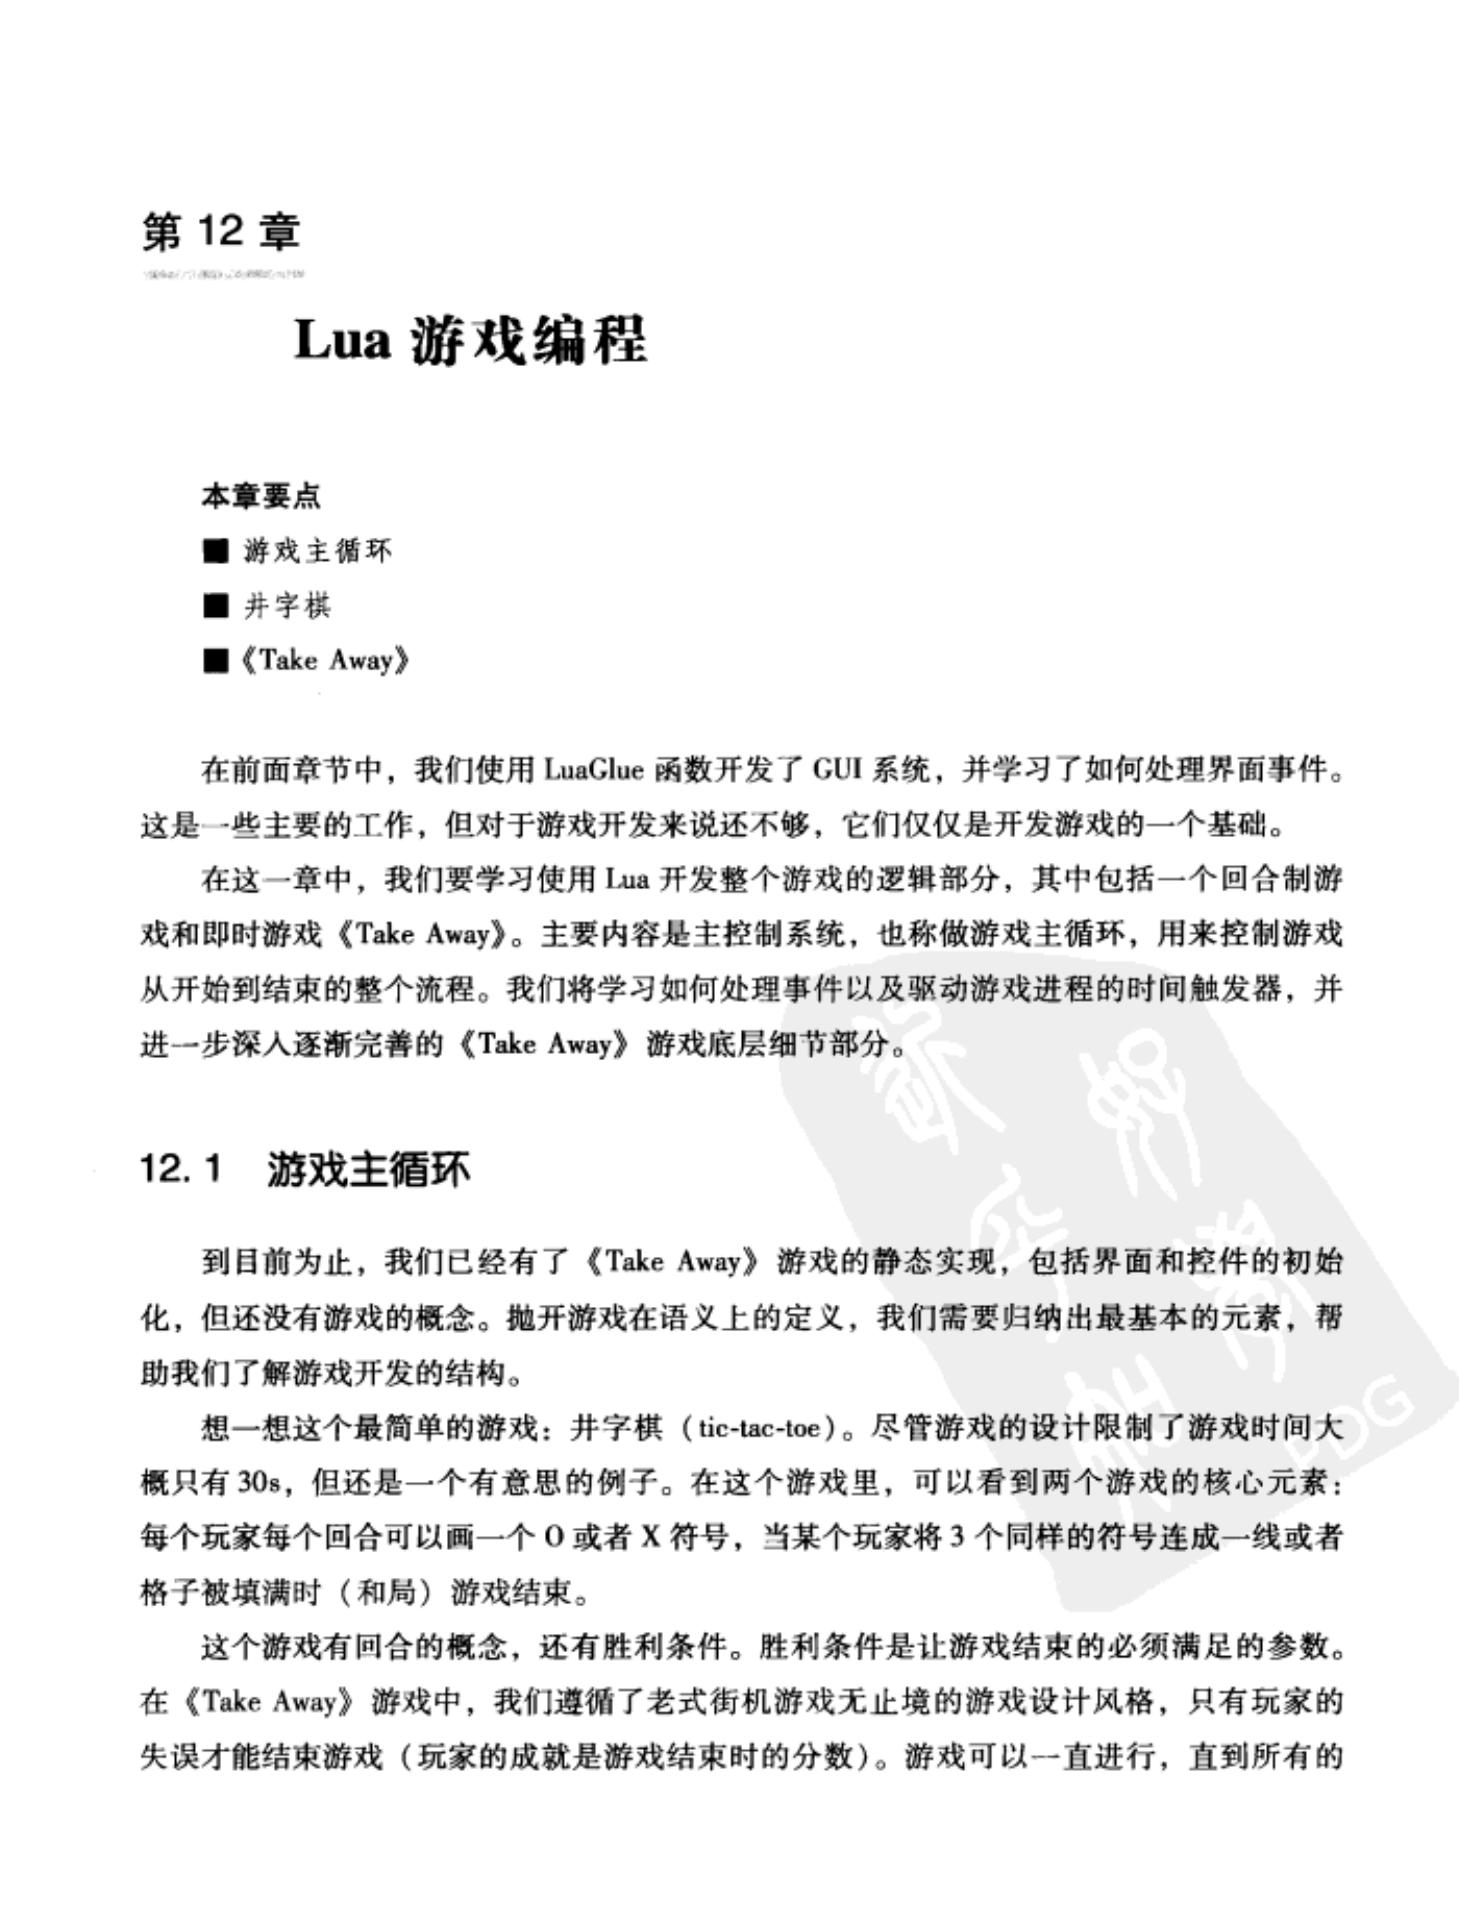 第 12 章
Lua 游戏编程
本章要点
■ 游戏主循环
■ 井字棋
■《Take Away》
在前面章节中，我们使用 LuaGlue 函数开发了 GUI 系统，并学习了如何处理界面事件。
这是一些主要的工作，但对于游戏开发来说还不够，它们仅仅是开发游戏的一个基础。
在这一章中，我们要学习使用 Lua 开发整个游戏的逻辑部分，其中包括一个回合制游
戏和即时游戏《Take Away》。主要内容是主控制系统，也称做游戏主循环，用来控制游戏
从开始到结束的整个流程。我们将学习如何处理事件以及驱动游戏进程的时间触发器，并
进一步深入逐渐完善的《Take Away》游戏底层细节部分。
12.1 游戏主循环
到目前为止，我们已经有了《Take Away》游戏的静态实现，包括界面和控件的初始
化，但还没有游戏的概念。抛开游戏在语义上的定义，我们需要归纳出最基本的元素，帮
助我们了解游戏开发的结构。
想一想这个最简单的游戏：井字棋（tic-tac-toe）。尽管游戏的设计限制了游戏时间大
概只有 30s，但还是一个有意思的例子。在这个游戏里，可以看到两个游戏的核心元素：
每个玩家每个回合可以画一个 O 或者 X 符号，当某个玩家将 3 个同样的符号连成一线或者
格子被填满时（和局）游戏结束。
这个游戏有回合的概念，还有胜利条件。胜利条件是让游戏结束的必须满足的参数。
在《Take Away》游戏中，我们遵循了老式街机游戏无止境的游戏设计风格，只有玩家的
失误才能结束游戏（玩家的成就是游戏结束时的分数）。游戏可以一直进行，直到所有的
PDG